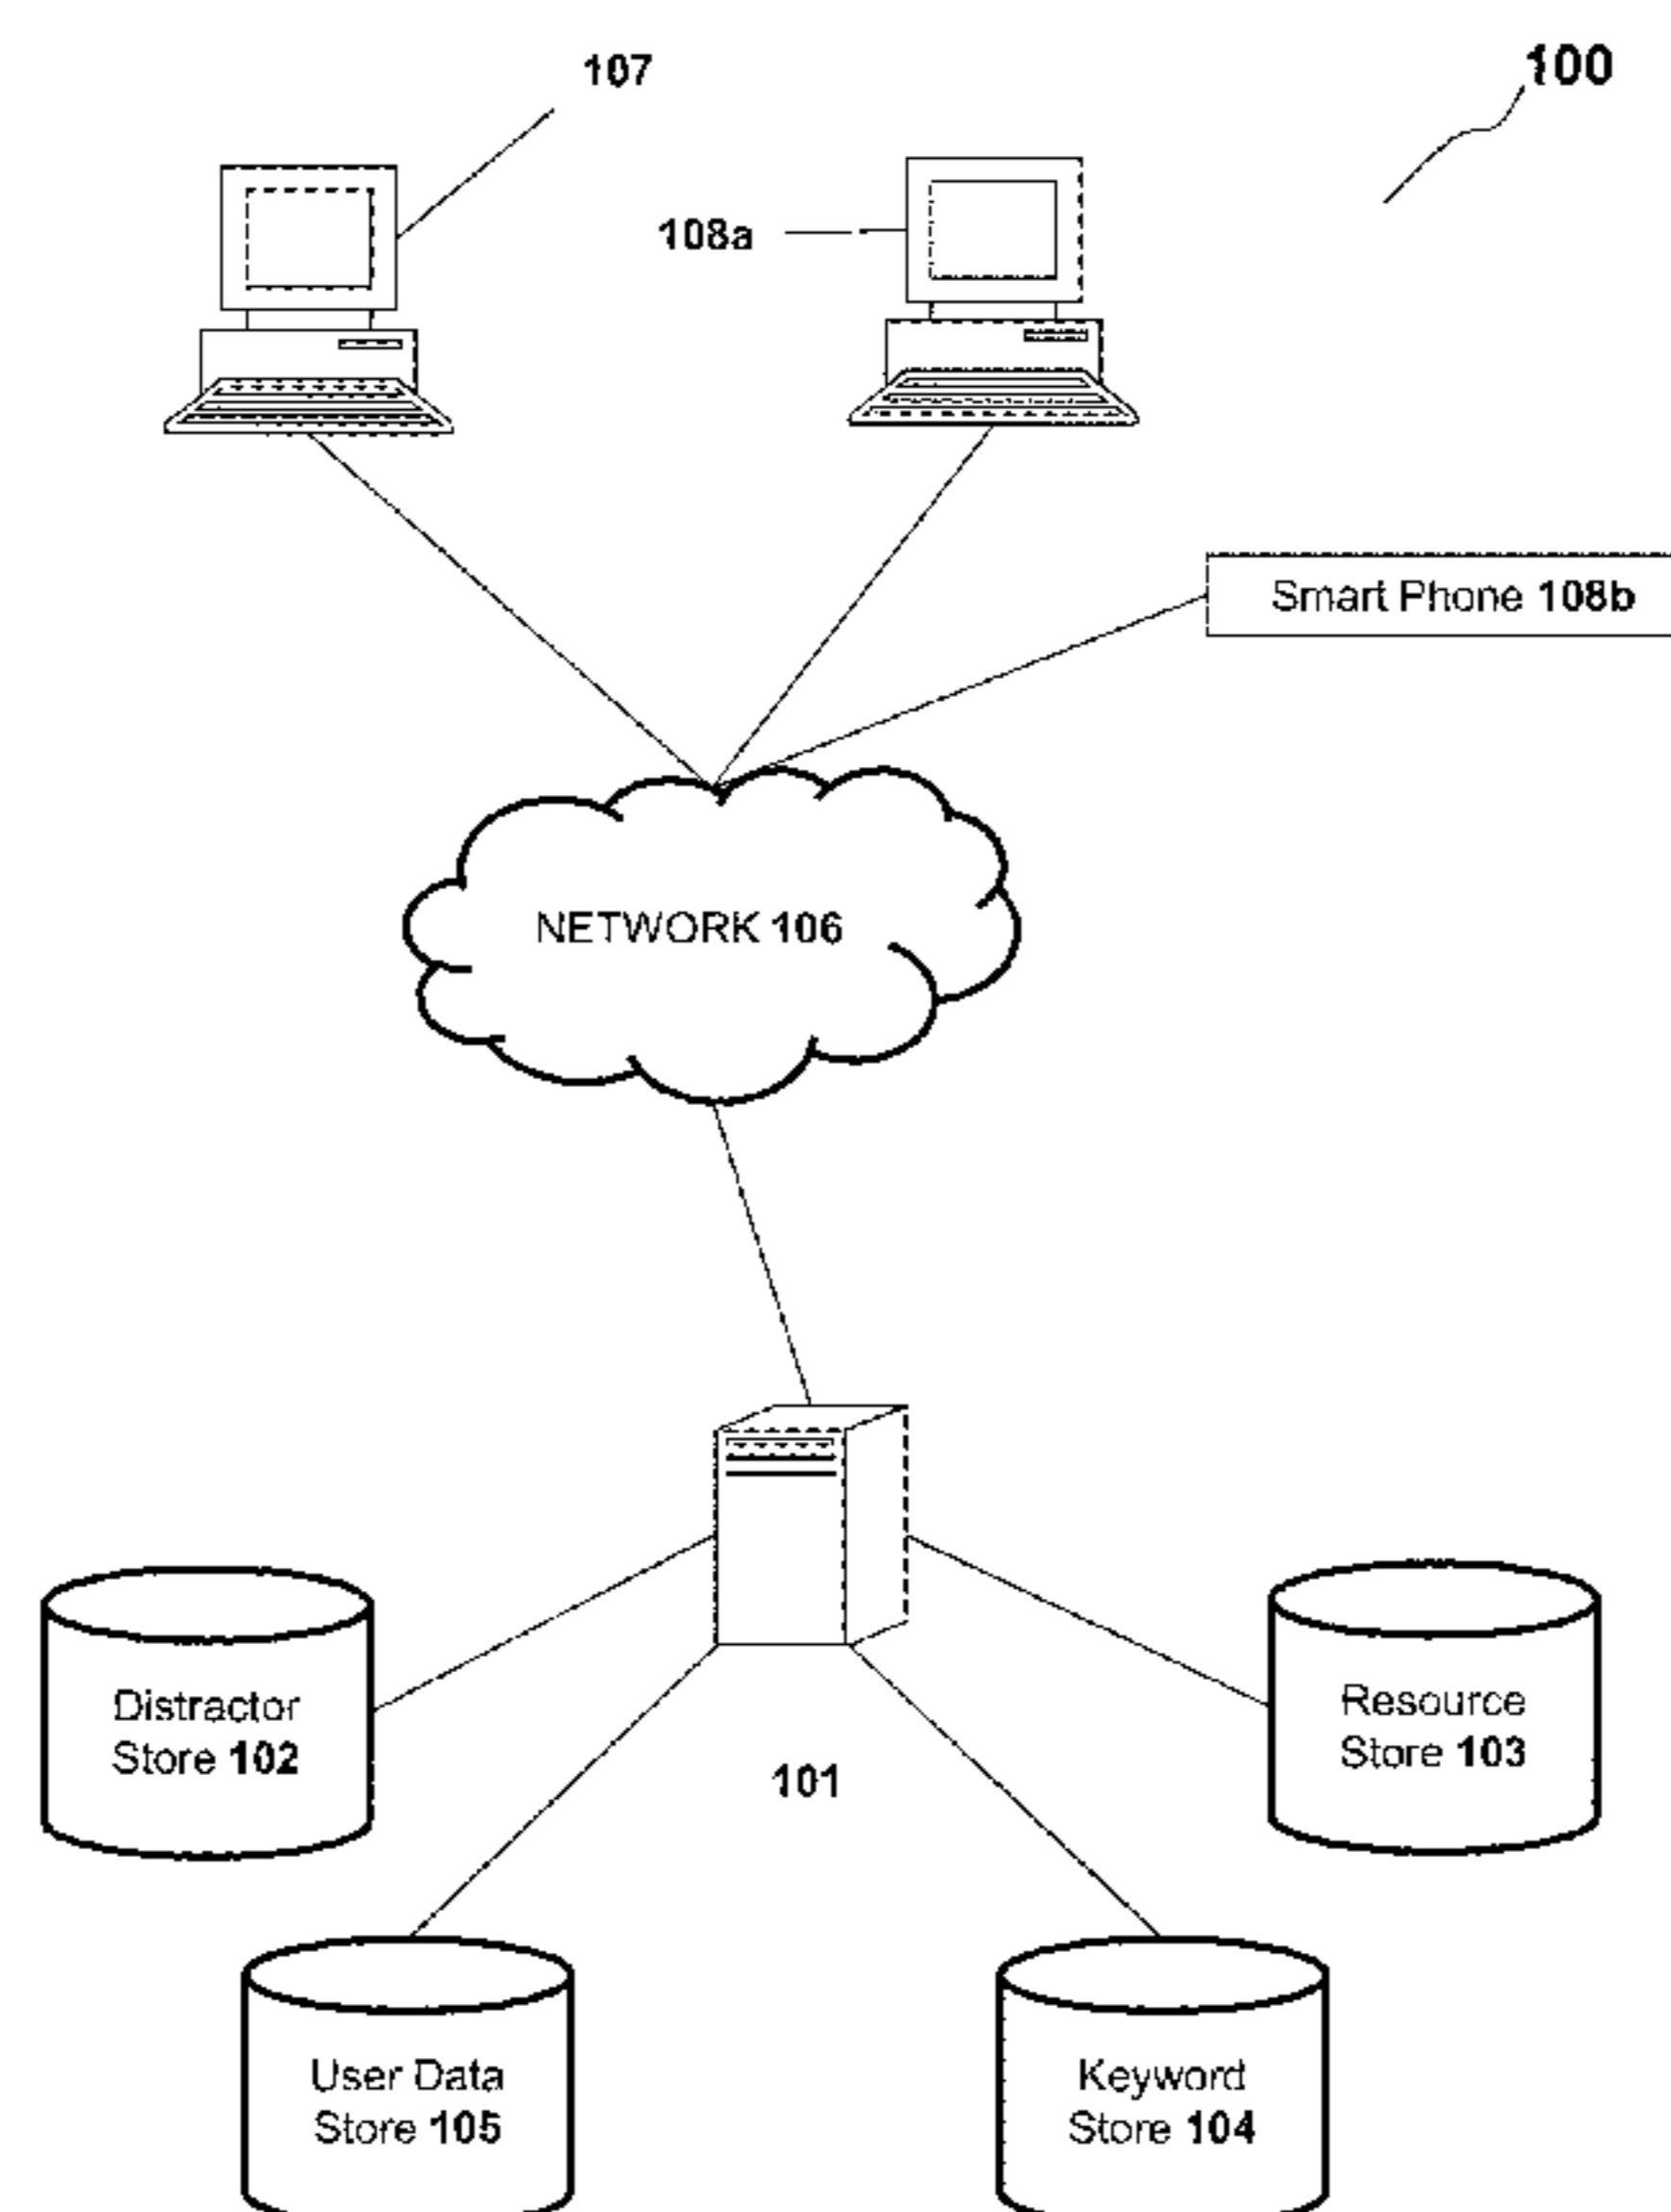 107
100
108a
Smart Phone 108b
NETWORK 106
Distractor
Store 102
Resource
Store 103
101
User Data
Store 105
Keyword
Store 104